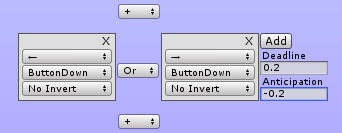 +
X
←
ButtonDown
No Invert
Or
X
→
ButtonDown
No Invert
Add
Deadline
0.2
Anticipation
-0.2
+